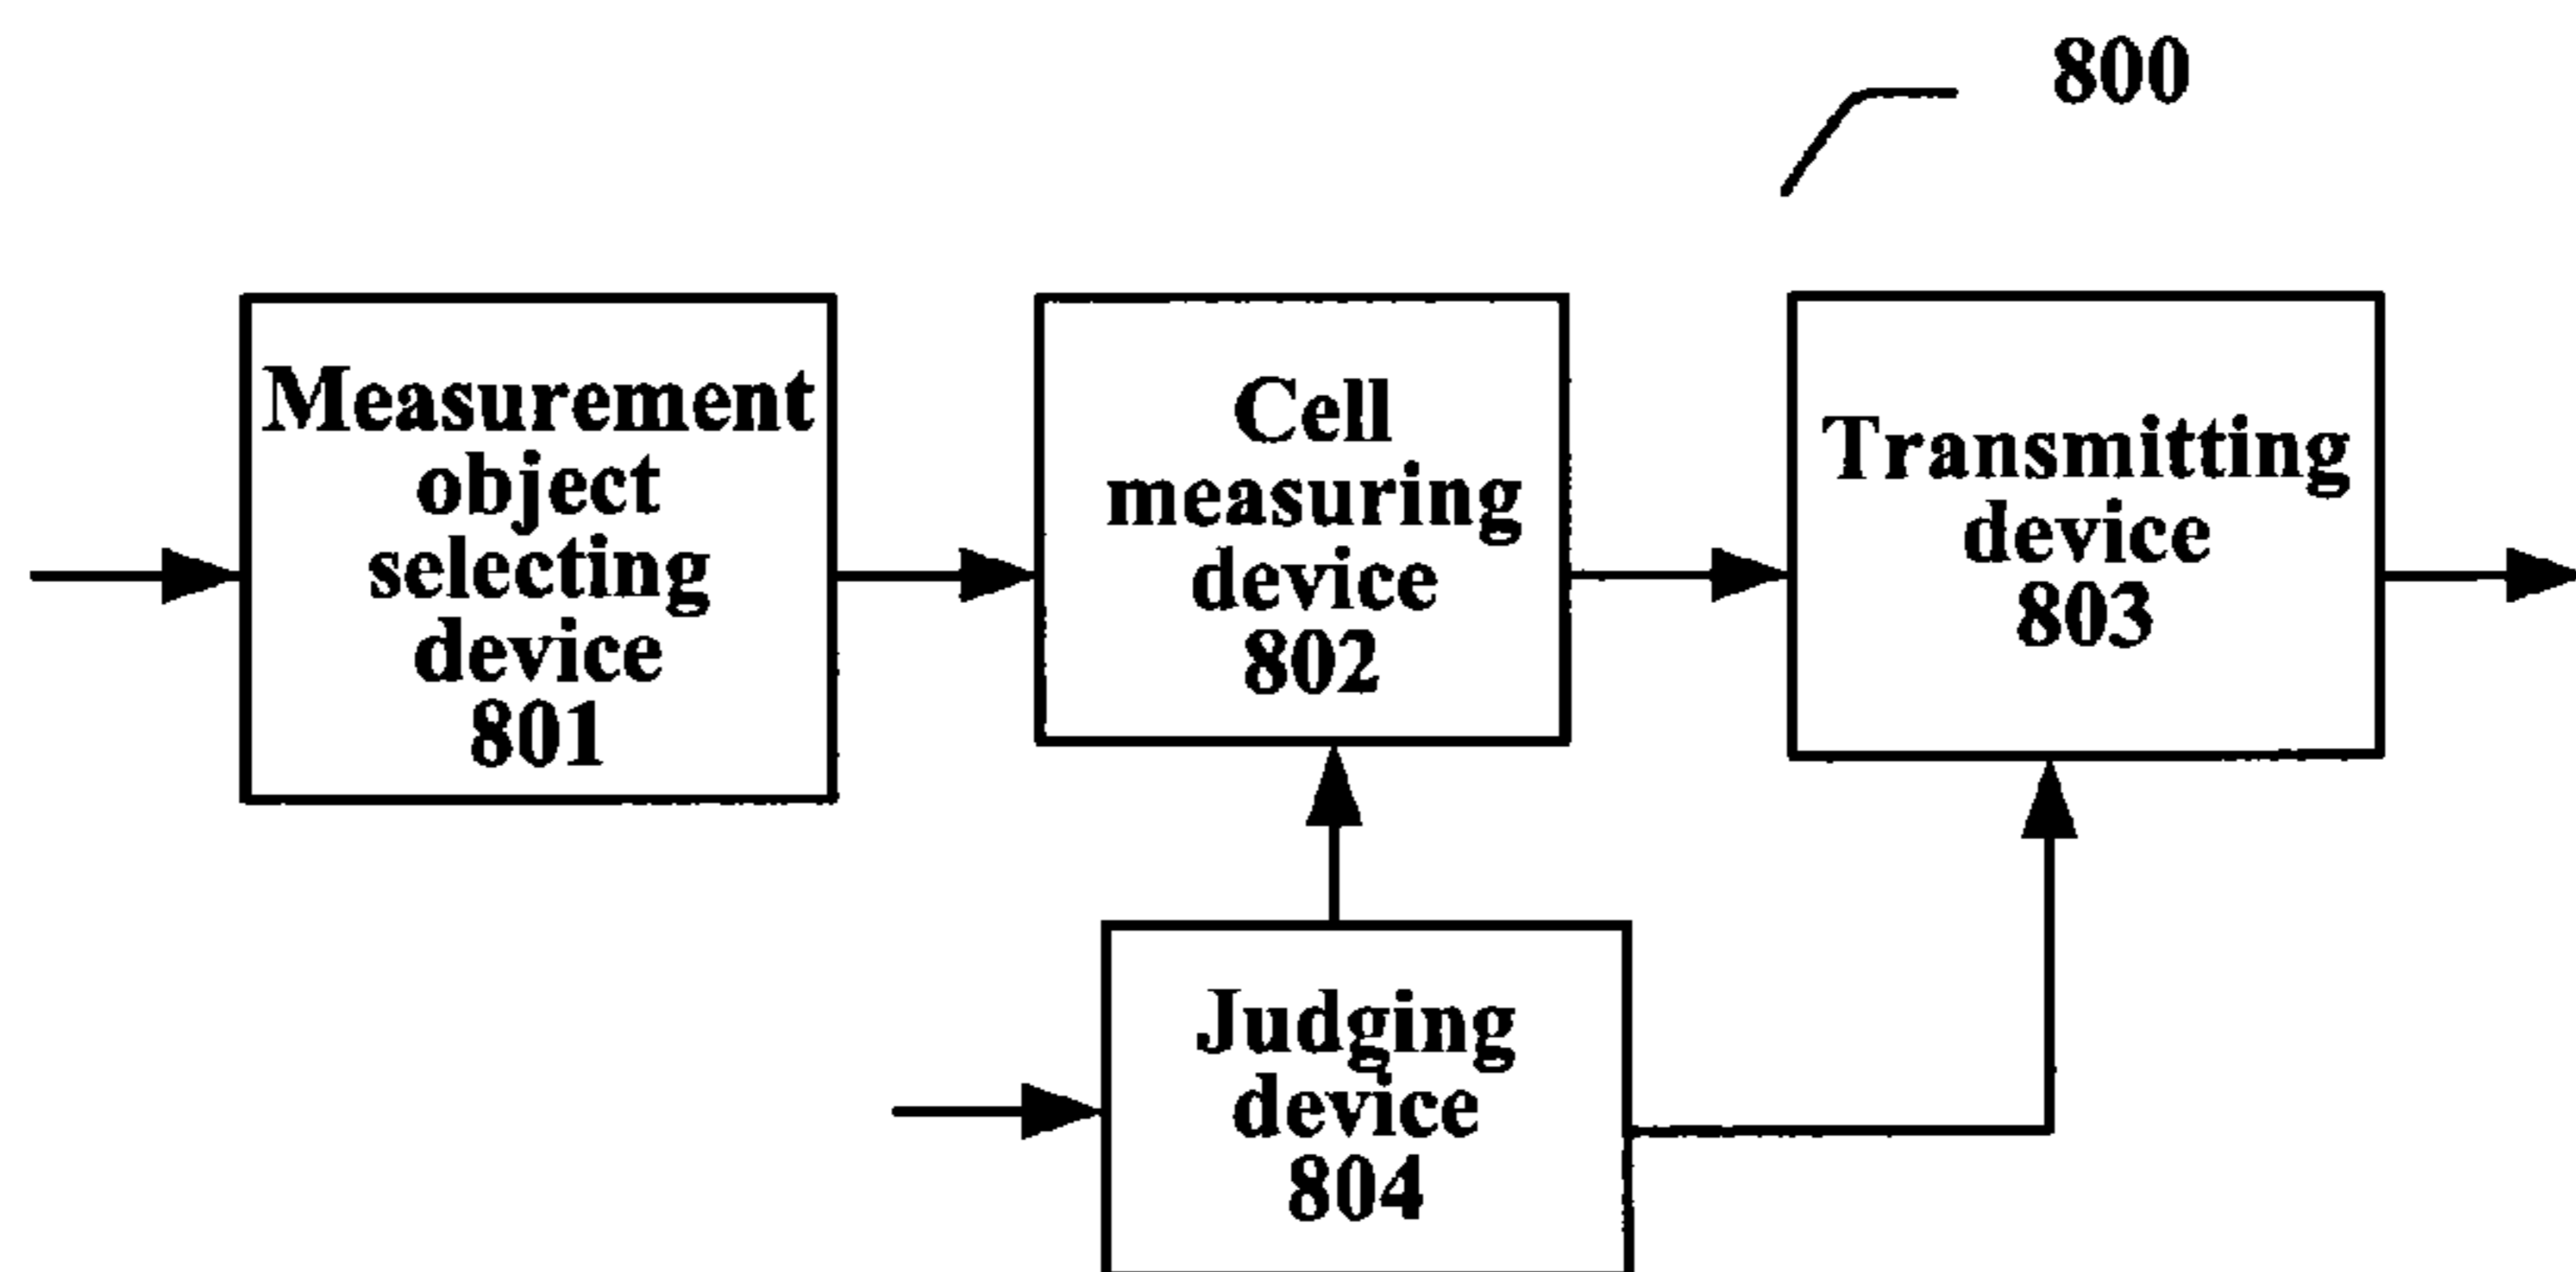 800
Measurement
object
selecting
device
801
Cell
measuring
device
802
Transmitting
device
803
Judging
device
804